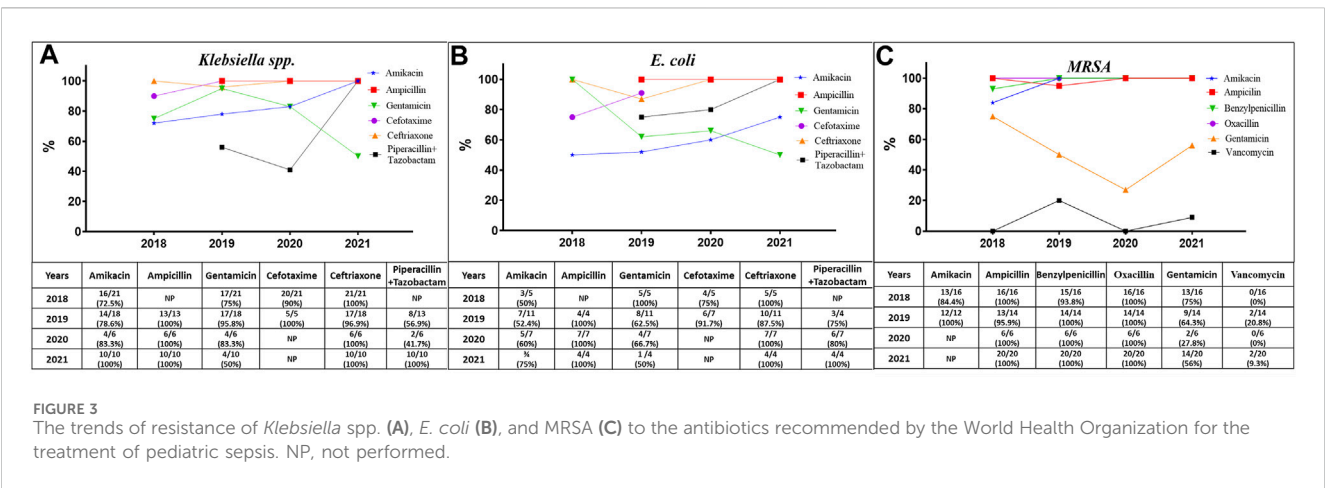 A
Klebsiella spp.
100
80
60
40
20
0
%
2018 2019 2020 2021
Amikacin
Ampicillin
Gentamicin
Cefotaxime
Ceftriaxone
Piperacillin+
Tazobactam
Years Amikacin Ampicillin Gentamicin Cefotaxime Ceftriaxone Piperacillin +Tazobactam
2018 16/21 (72.5%) NP 17/21 (75%) 20/21 (90%) 21/21 (100%) NP
2019 14/18 (78.6%) 13/13 (100%) 17/18 (95.8%) 5/5 (100%) 17/18 (96.9%) 8/13 (56.9%)
2020 4/6 (83.3%) 6/6 (100%) 4/6 (83.3%) NP 6/6 (100%) 2/6 (41.7%)
2021 10/10 (100%) 10/10 (100%) 4/10 (50%) NP 10/10 (100%) 10/10 (100%)
B
E. coli
100
80
60
40
20
0
%
2018 2019 2020 2021
Amikacin
Ampicillin
Gentamicin
Cefotaxime
Ceftriaxone
Piperacillin+
Tazobactam
Years Amikacin Ampicillin Gentamicin Cefotaxime Ceftriaxone Piperacillin +Tazobactam
2018 3/5 (50%) NP 5/5 (100%) 4/5 (75%) 5/5 (100%) NP
2019 7/11 (52.4%) 4/4 (100%) 8/11 (62.5%) 6/7 (91.7%) 10/11 (87.5%) 3/4 (75%)
2020 5/7 (60%) 7/7 (100%) 4/7 (66.7%) NP 7/7 (100%) 6/7 (80%)
2021 ¾ (75%) 4/4 (100%) 1/4 (50%) NP 4/4 (100%) 4/4 (100%)
C
MRSA
100
80
60
40
20
0
%
2018 2019 2020 2021
Amikacin
Ampicilin
Benzylpenicillin
Oxacillin
Gentamicin
Vancomycin
Years Amikacin Ampicillin Benzylpenicillin Oxacillin Gentamicin Vancomycin
2018 13/16 (84.4%) 16/16 (100%) 15/16 (93.8%) 16/16 (100%) 13/16 (75%) 0/16 (0%)
2019 12/12 (100%) 13/14 (95.9%) 14/14 (100%) 14/14 (100%) 9/14 (64.3%) 2/14 (20.8%)
2020 NP 6/6 (100%) 6/6 (100%) 6/6 (100%) 2/6 (27.8%) 0/6 (0%)
2021 NP 20/20 (100%) 20/20 (100%) 20/20 (100%) 14/20 (56%) 2/20 (9.3%)
FIGURE 3
The trends of resistance of Klebsiella spp. (A), E. coli (B), and MRSA (C) to the antibiotics recommended by the World Health Organization for the
treatment of pediatric sepsis. NP, not performed.